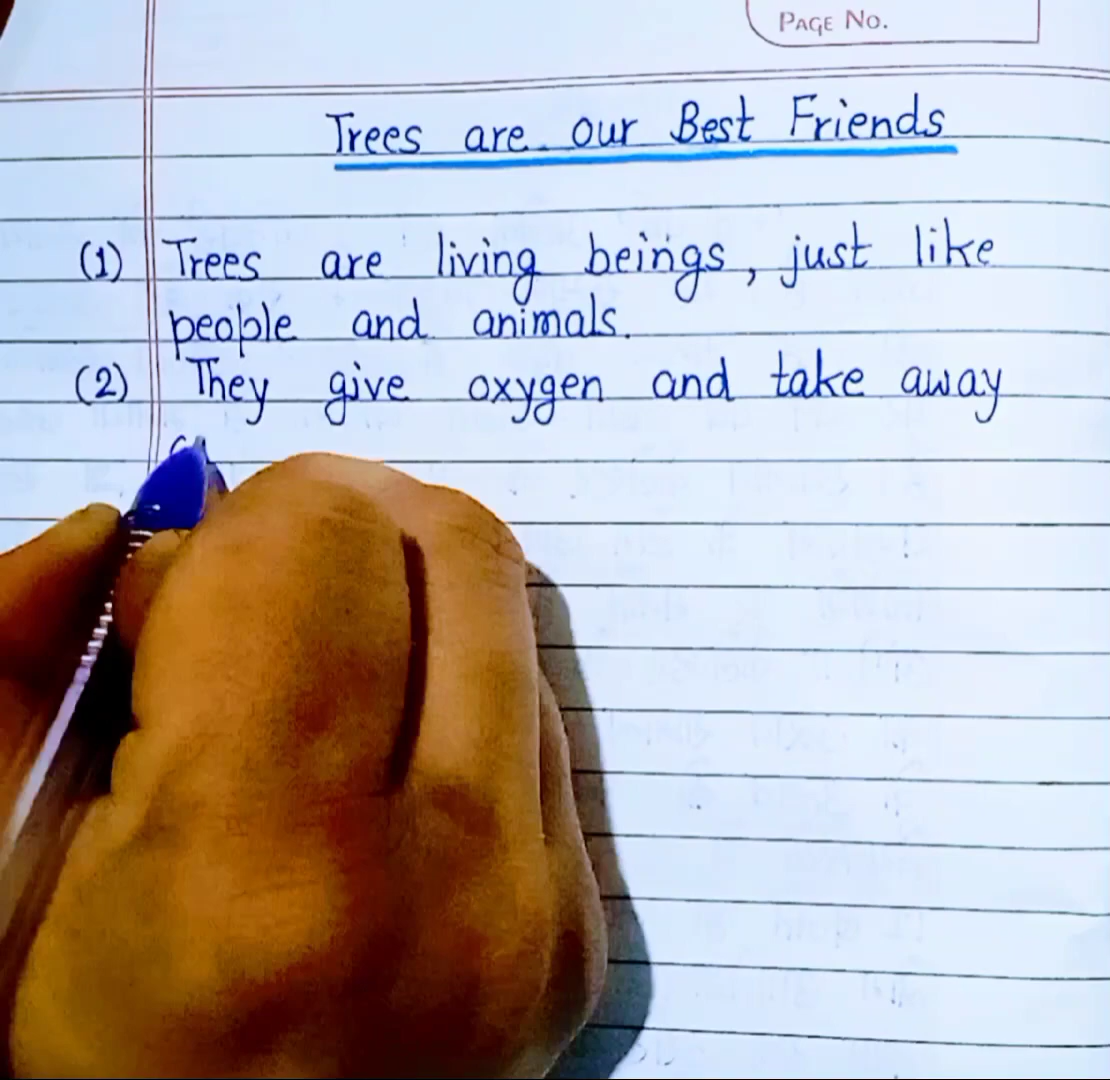 PAGE NO.
Trees are our Best Friends
(1) Trees are living beings, just like
people and animals.
(2) They give oxygen and take away